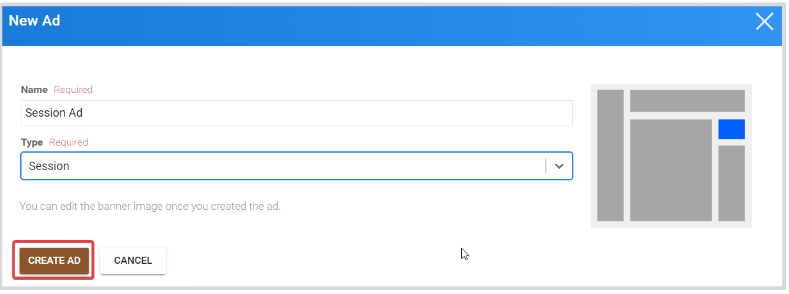 New Ad
Name Required
Session Ad
Type Required
Session
You can edit the banner image once you created the ad.
CREATE AD CANCEL